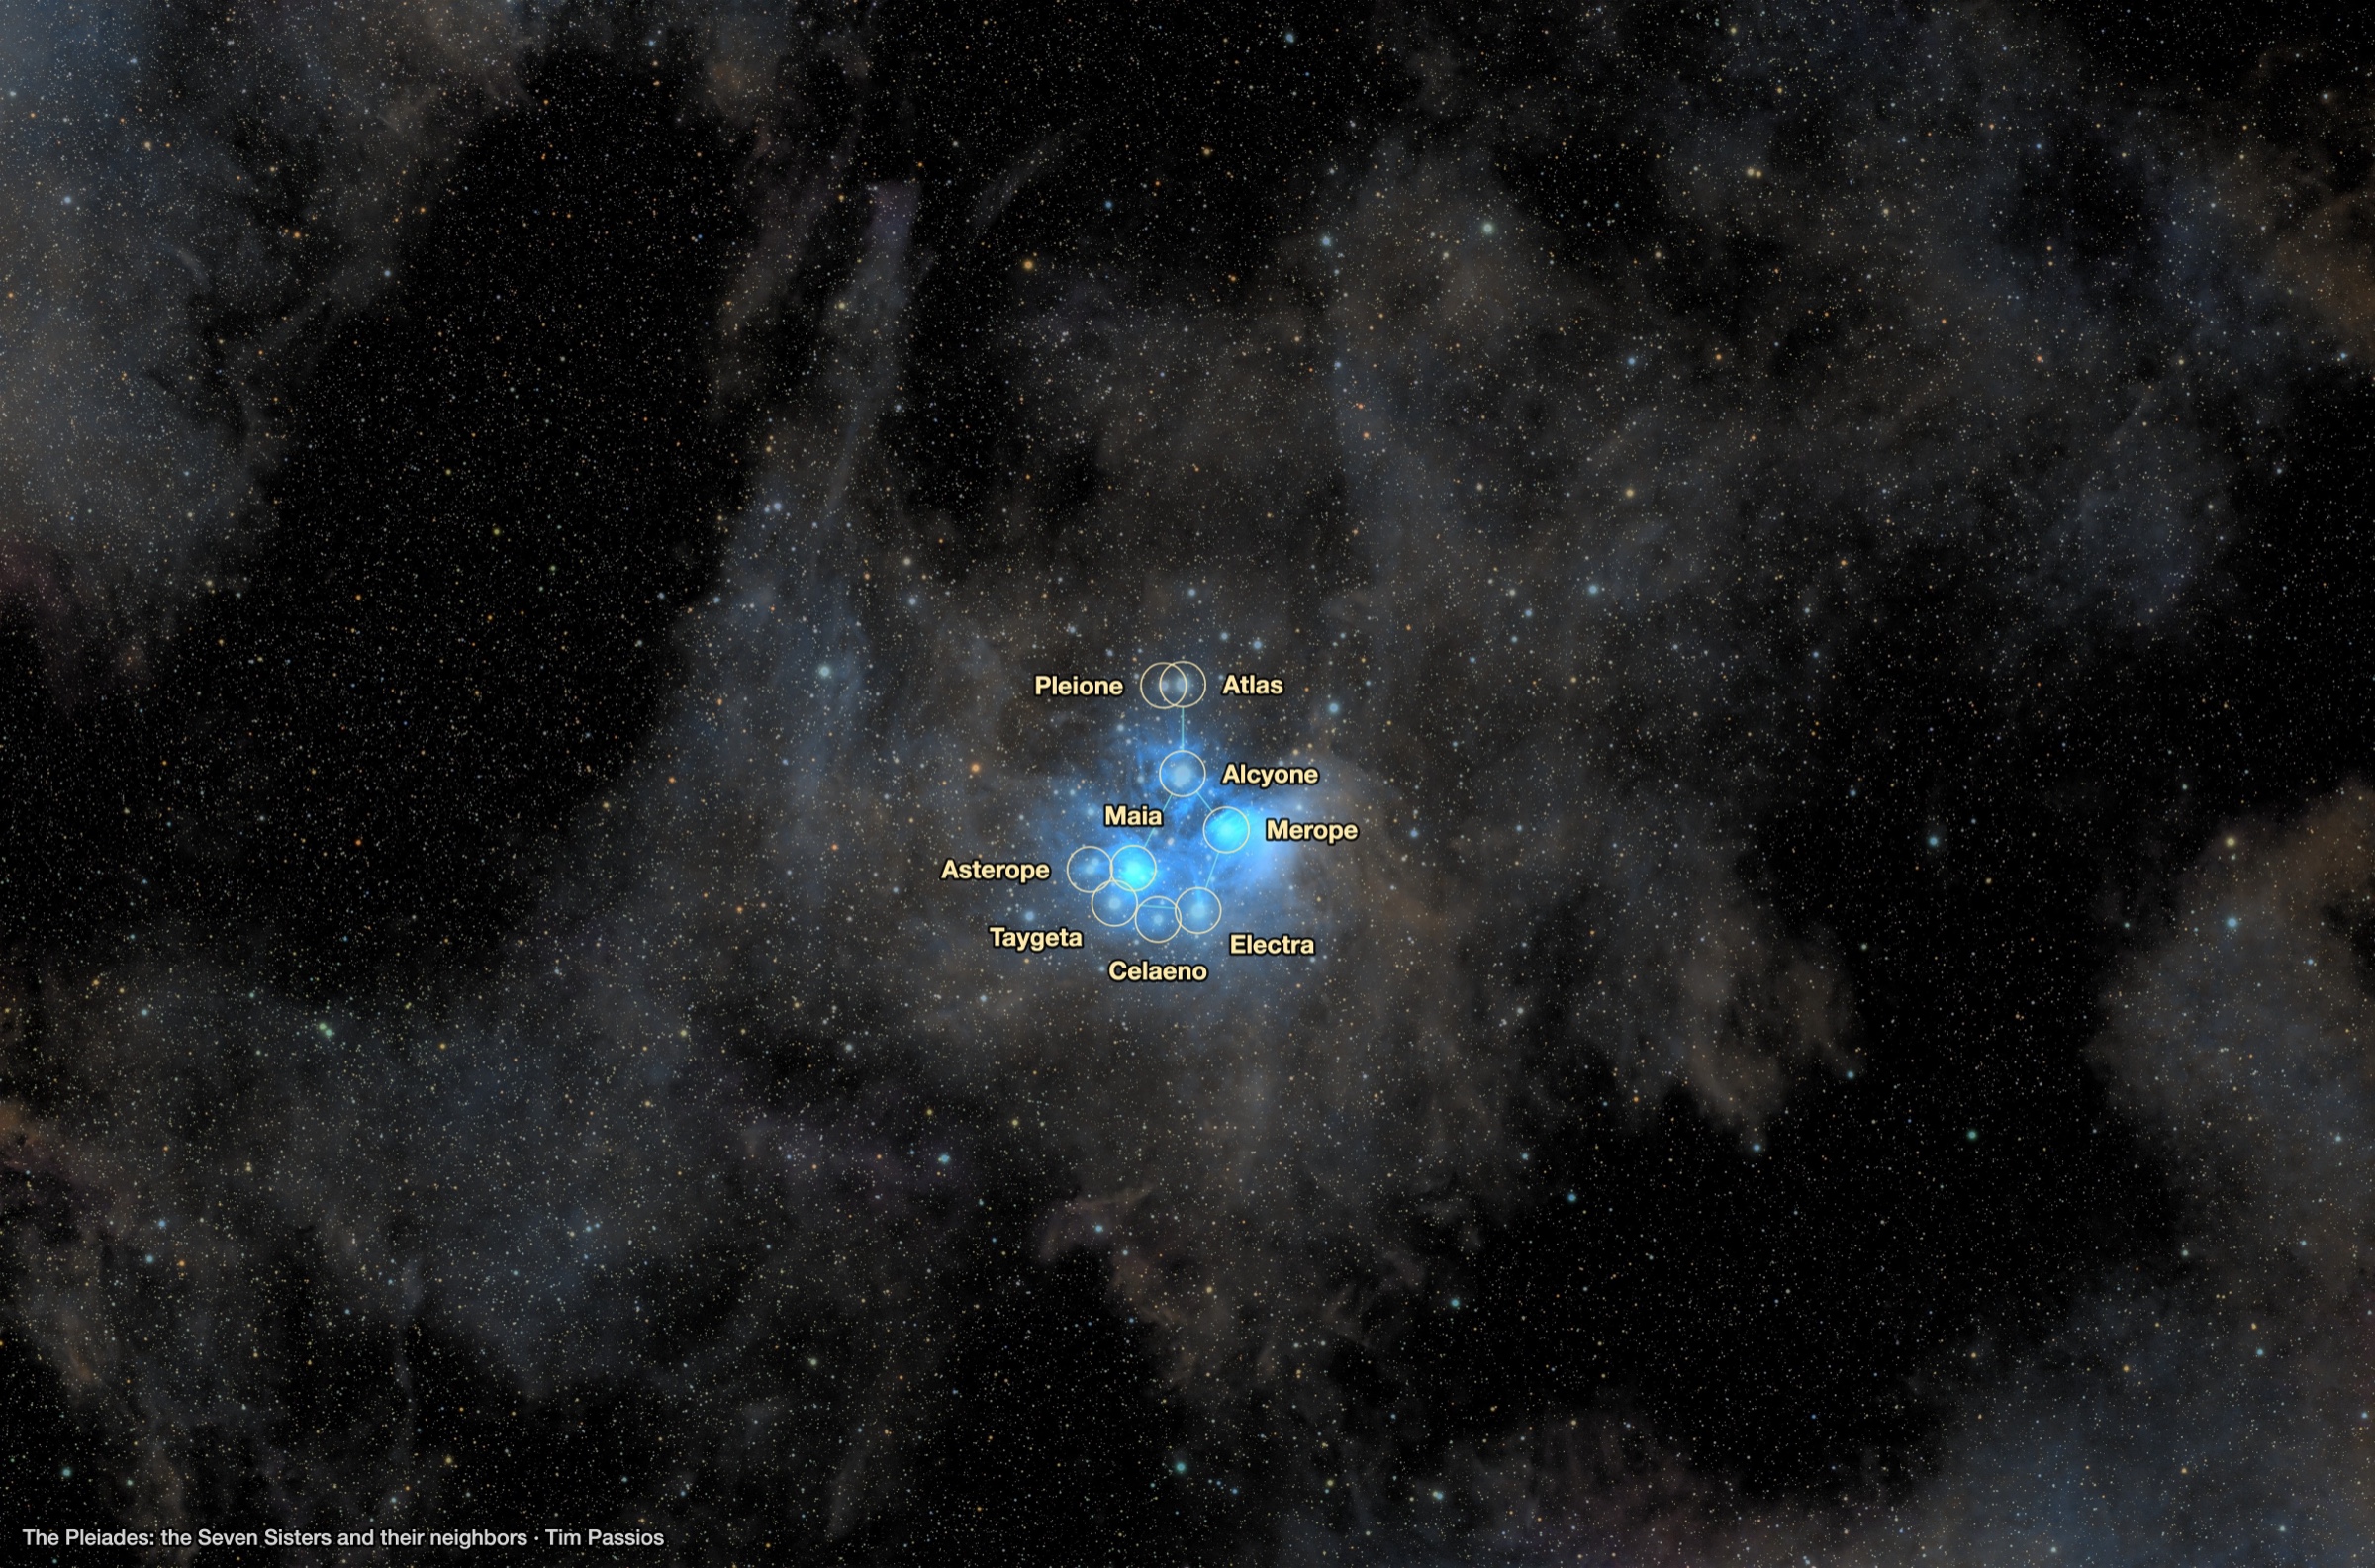 Pleione
Atlas
Alcyone
Maia
Merope
Asterope
Taygeta
Electra
Celaeno
The Pleiades: the Seven Sisters and their neighbors · Tim Passios